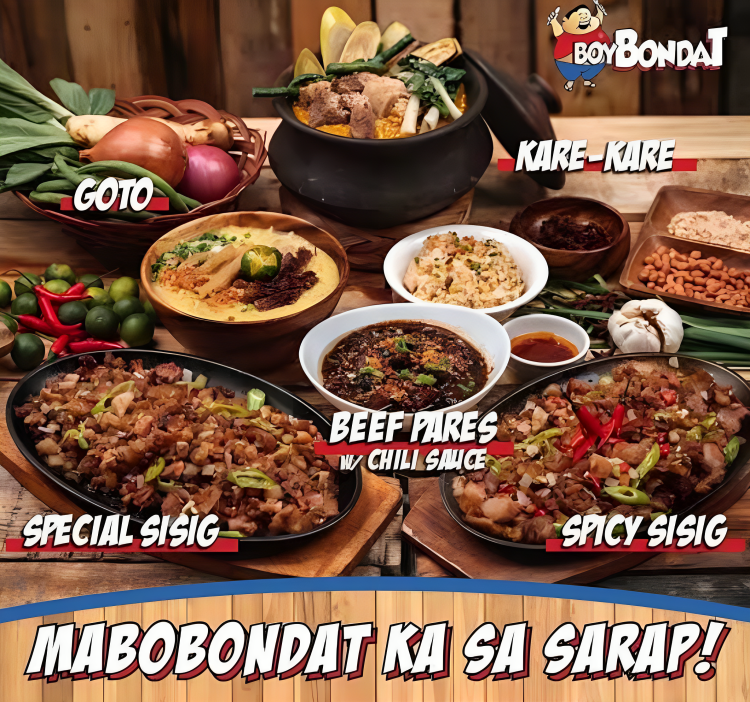 BOYBONDAT
KARE-KARE
GOTO
BEEF PARES
W/ CHILI SAUCE
SPECIAL SISIG
SPICY SISIG
MABOBONDAT KA SA SARAP!